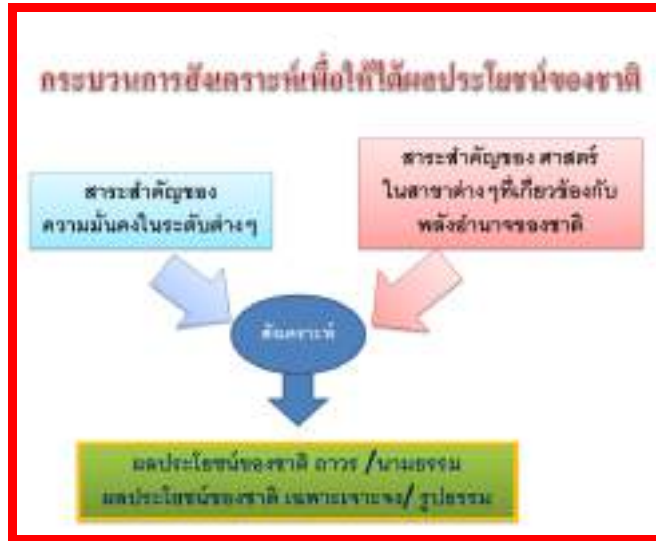 กระบวนการสังเคราะห์เพื่อให้ได้ผลประโยชน์ของชาติ
สาระสำคัญของ
ความมั่นคงในระดับต่างๆ
สาระสำคัญของ ศาสตร์
ในสาขาต่างๆที่เกี่ยวข้องกับ
พลังอำนาจของชาติ
สังเคราะห์
ผลประโยชน์ของชาติ ถาวร /นามธรรม
ผลประโยชน์ของชาติ เฉพาะเจาะจง/ รูปธรรม